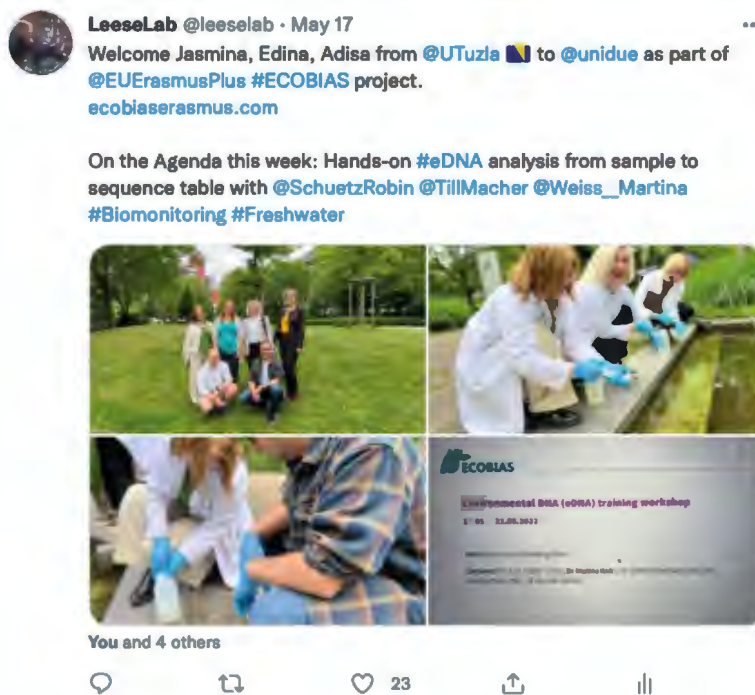 LeeseLab @leeselab · May 17
Welcome Jasmina, Edina, Adisa from @UTuzla 🇧🇦 to @unidue as part of
@EUErasmusPlus #ECOBIAS project.
ecobiaserasmus.com
On the Agenda this week: Hands-on #eDNA analysis from sample to
sequence table with @SchuetzRobin @TillMacher @Weiss__Martina
#Biomonitoring #Freshwater
ECOBIAS
DNA (eDNA) training workshop
You and 4 others
23